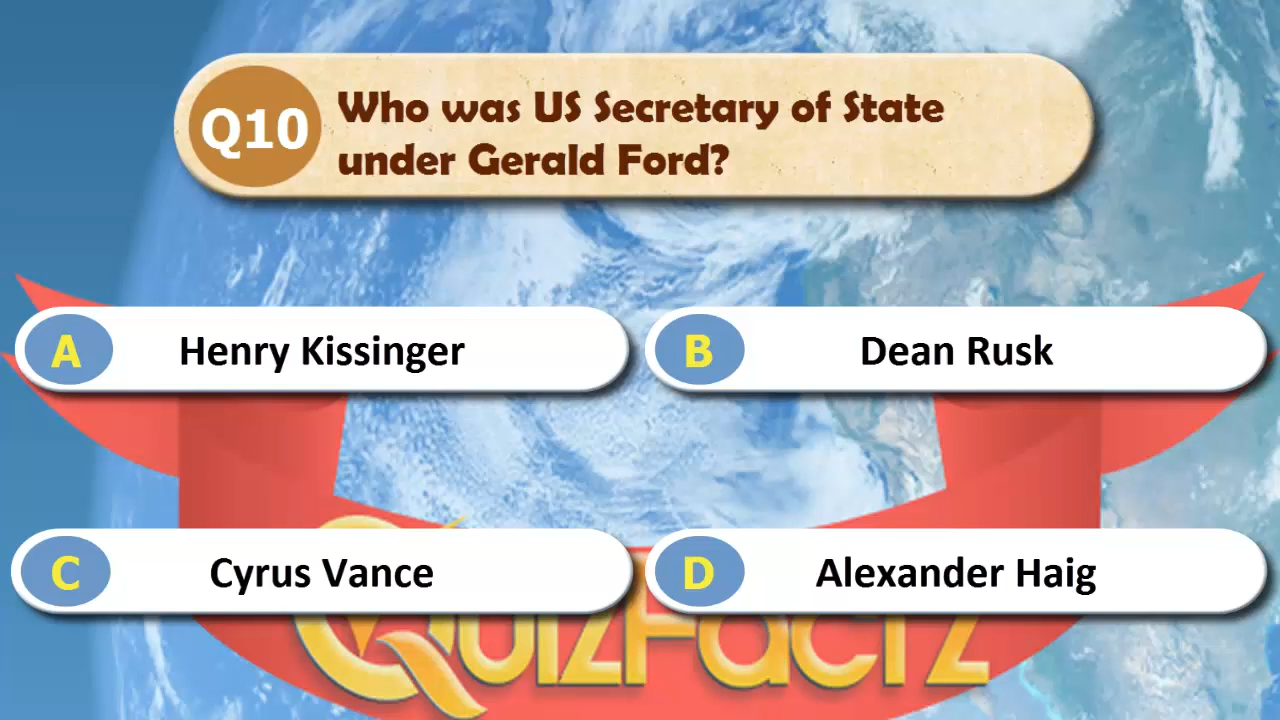 Q10
Who was US Secretary of State
under Gerald Ford?
A Henry Kissinger
B Dean Rusk
C Cyrus Vance
D Alexander Haig
QuizFactz